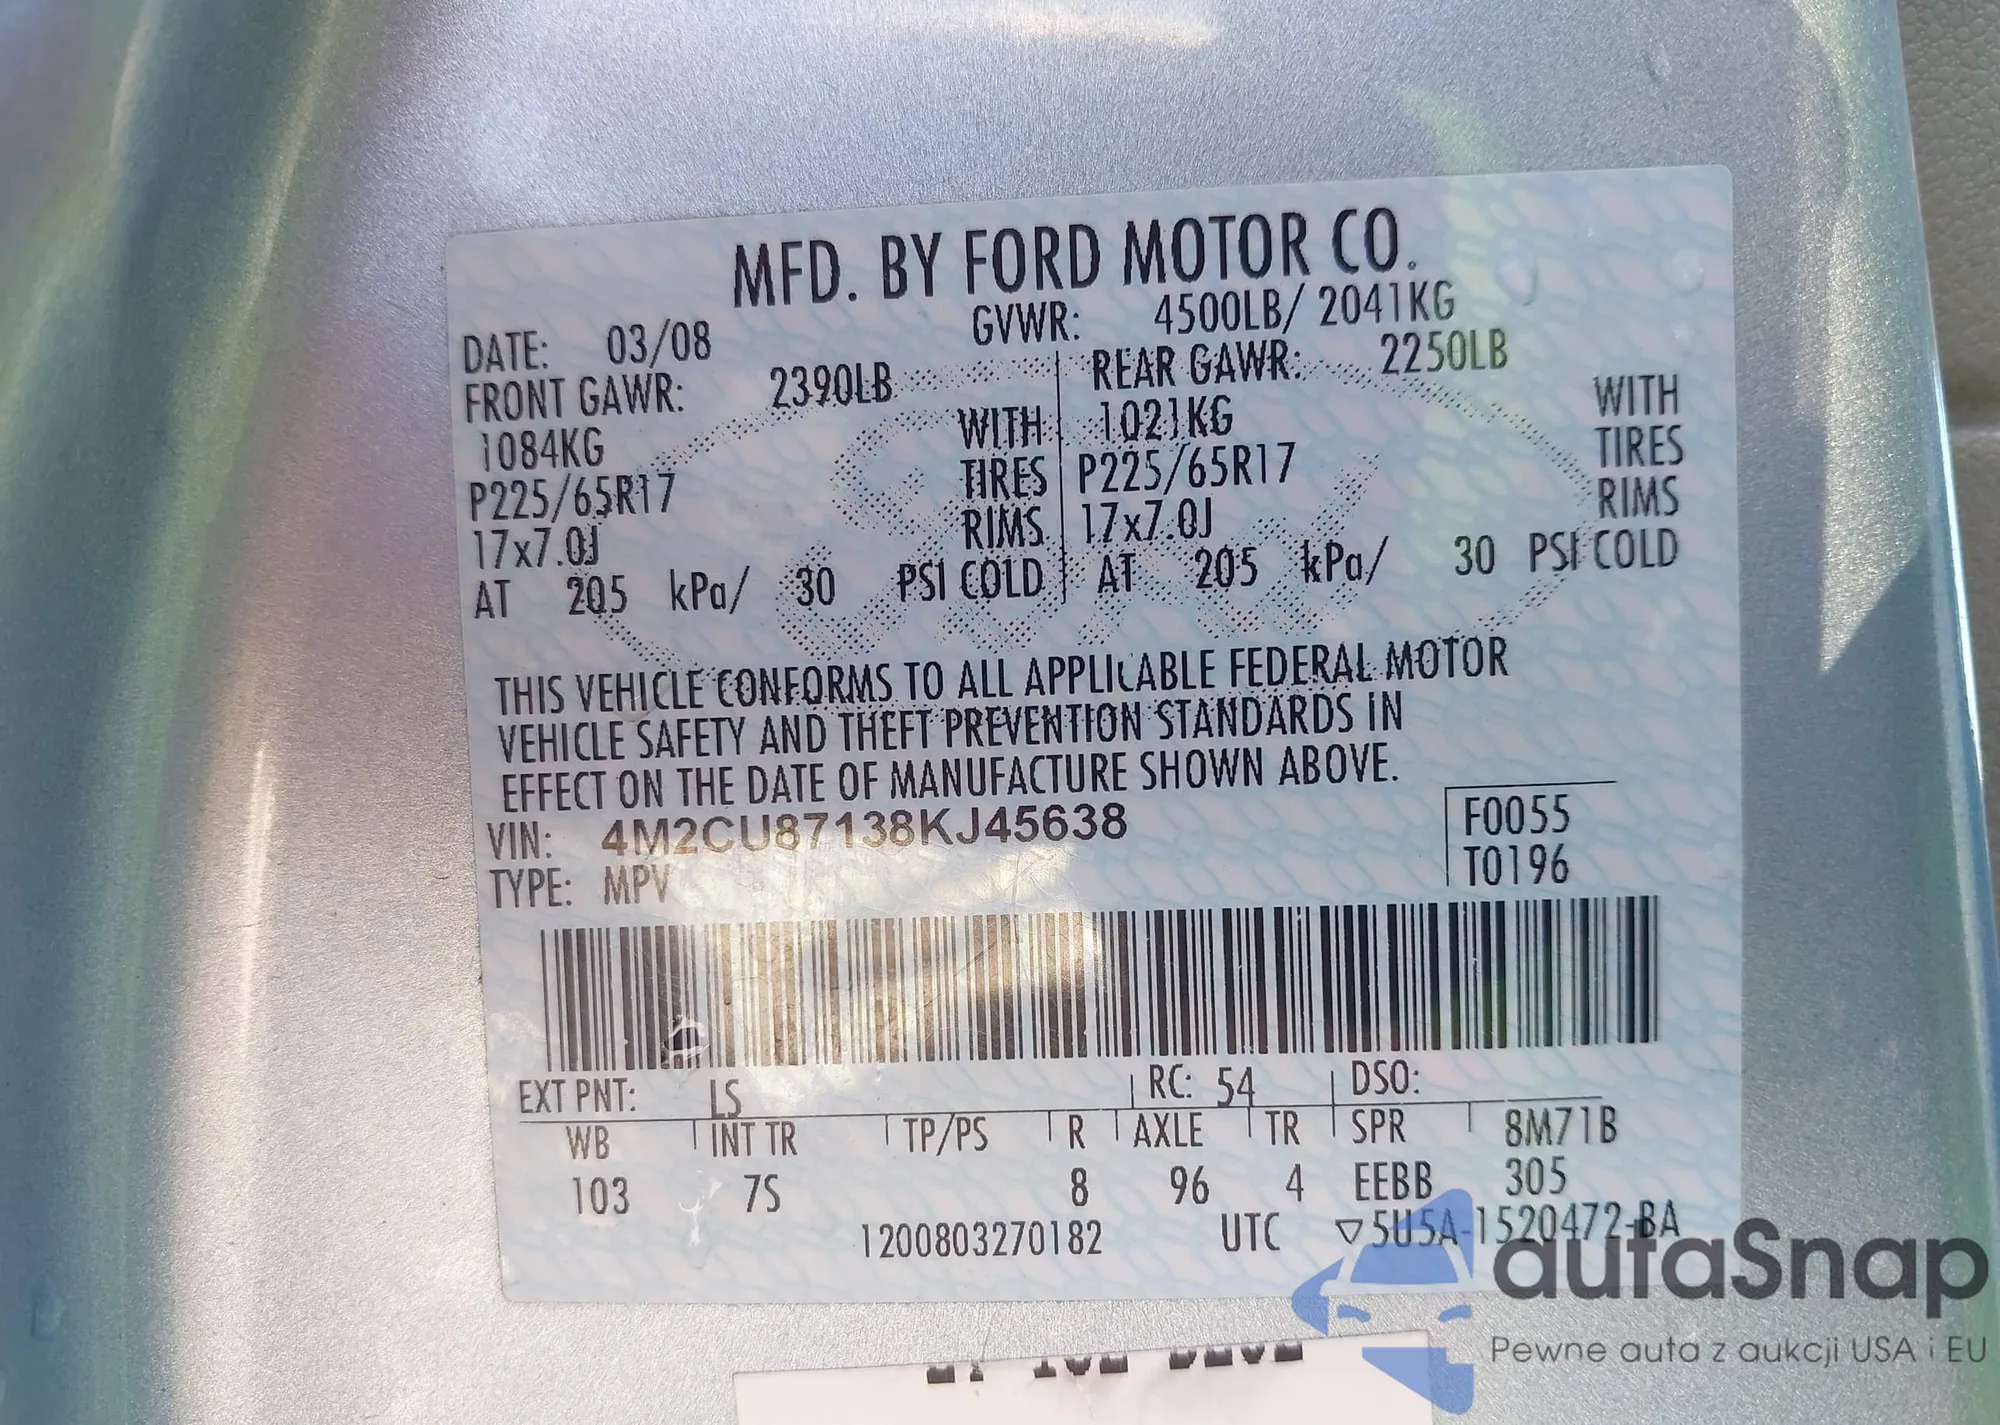 MFD. BY FORD MOTOR CO.
DATE: 03/08 GVWR: 4500LB/ 2041KG
FRONT GAWR: 2390LB REAR GAWR: 2250LB
1084KG WITH 1021KG WITH
P225/65R17 TIRES P225/65R17 TIRES
17x7.0J RIMS 17x7.0J RIMS
AT 205 kPa/ 30 PSI COLD AT 205 kPa/ 30 PSI COLD
THIS VEHICLE CONFORMS TO ALL APPLICABLE FEDERAL MOTOR
VEHICLE SAFETY AND THEFT PREVENTION STANDARDS IN
EFFECT ON THE DATE OF MANUFACTURE SHOWN ABOVE.
VIN: 4M2CU87138KJ45638 F0055
TYPE: MPV T0196
EXT PNT: LS RC: 54 DSO:
WB INT TR TP/PS R AXLE TR SPR 8M71B
103 7S 8 96 4 EEBB 305
1200803270182 UTC ▽5U5A-1520472-BA
autaSnap
Pewne auta z aukcji USA i EU